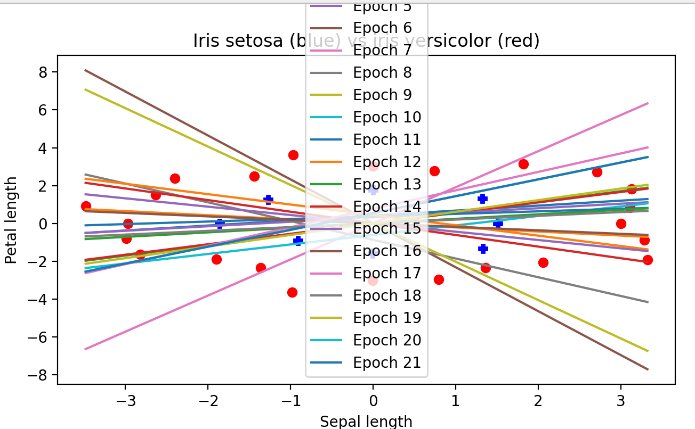 Epoch 5
Epoch 6
Iris setosa (blue) vs iris versicolor (red)
Epoch 7
Epoch 8
Epoch 9
Epoch 10
Epoch 11
Epoch 12
Epoch 13
Epoch 14
Epoch 15
Epoch 16
Epoch 17
Epoch 18
Epoch 19
Epoch 20
Epoch 21
Petal length
8
6
4
2
0
−2
−4
−6
−8
−3
−2
−1
0
1
2
3
Sepal length